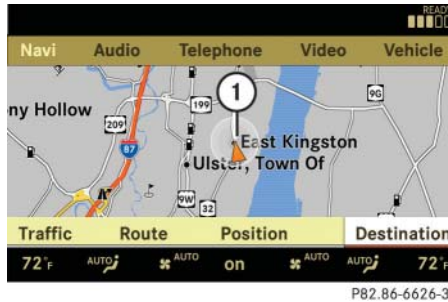 READY
Navi Audio Telephone Video Vehicle
1
9G
199
ny Hollow
209
East Kingston
87
Ulster, Town Of
9W
32
Traffic Route Position Destination
72°F AUTO AUTO on AUTO AUTO 72°F
P82.86-6626-3